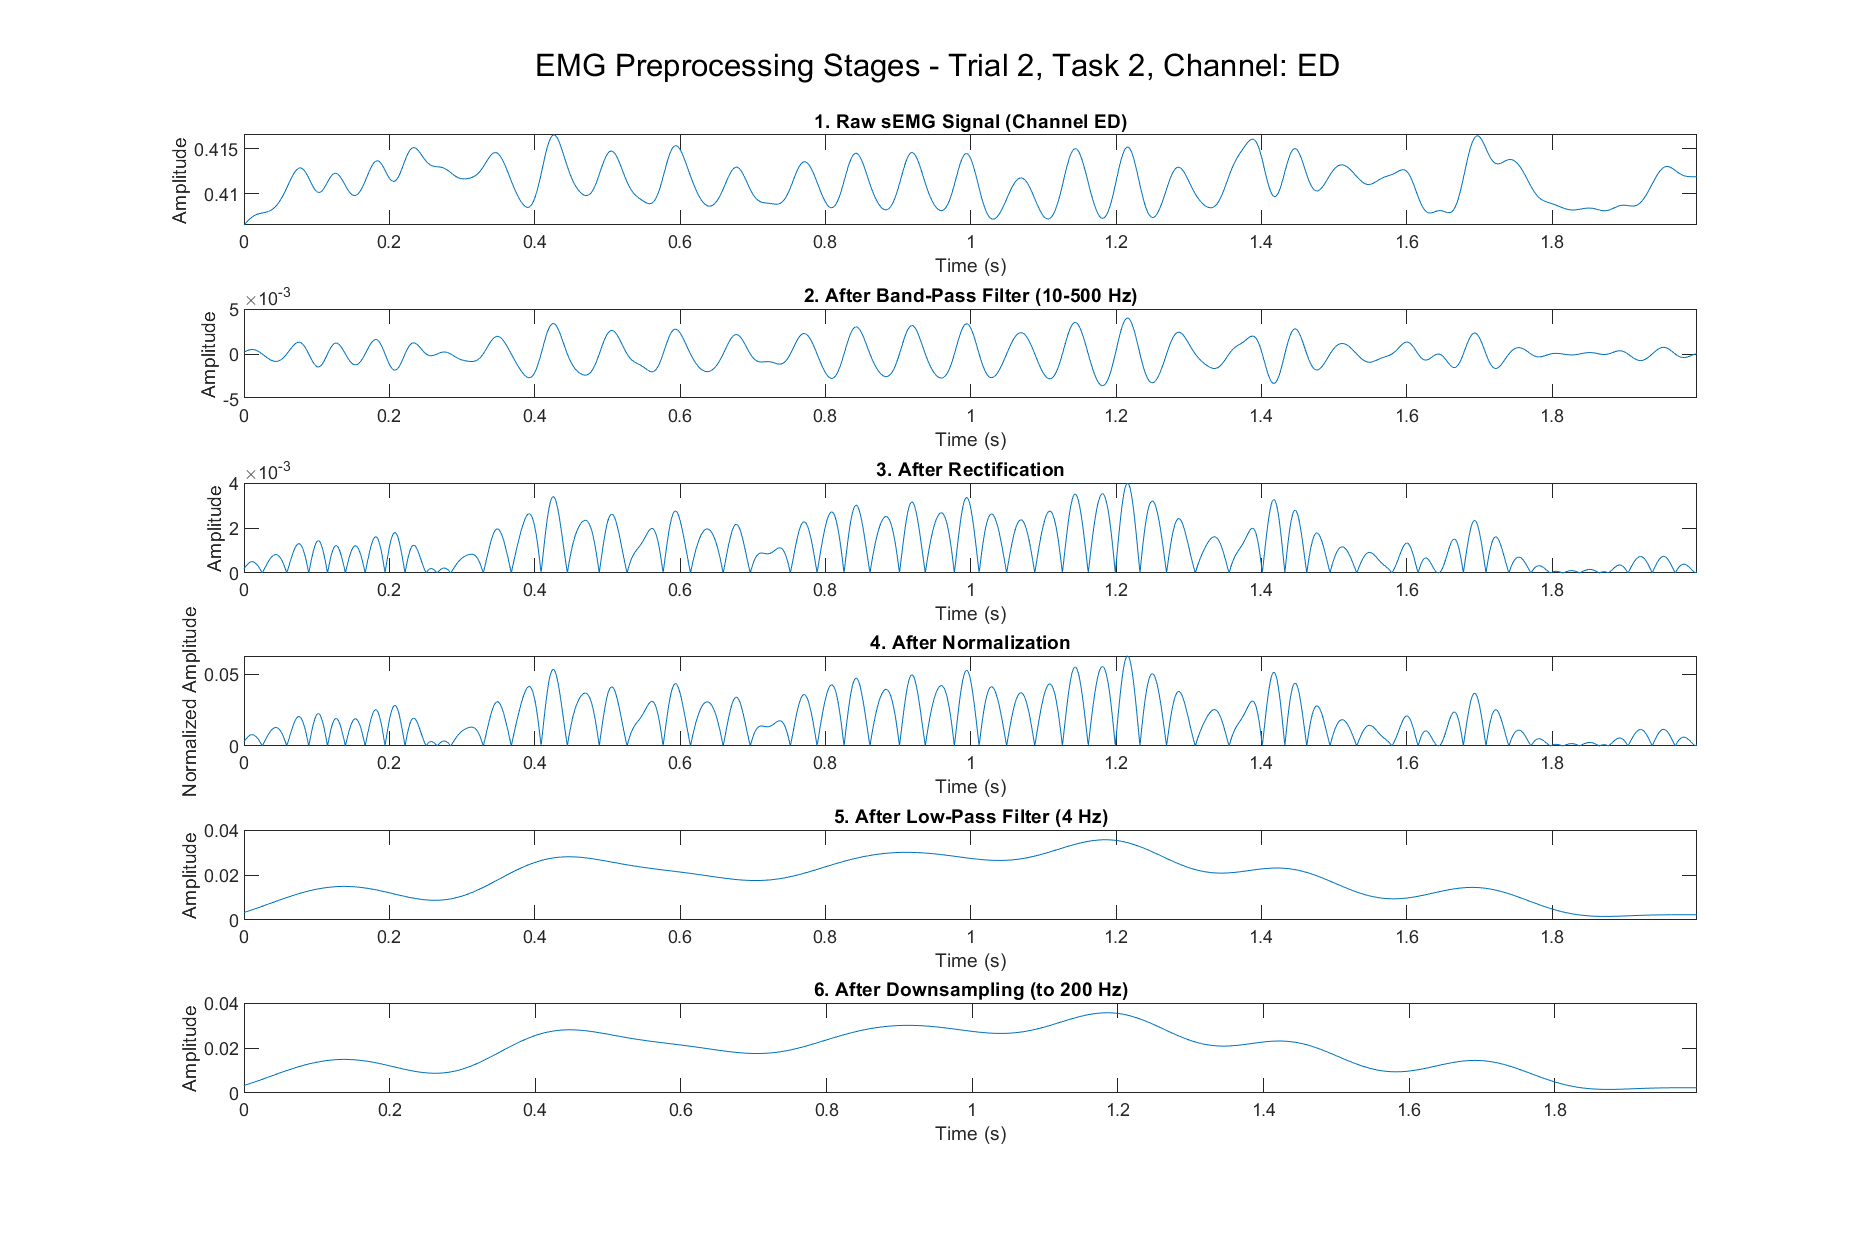 EMG Preprocessing Stages - Trial 2, Task 2, Channel: ED
1. Raw sEMG Signal (Channel ED)
Amplitude
0.415
0.41
0 0.2 0.4 0.6 0.8 1 1.2 1.4 1.6 1.8
Time (s)
2. After Band-Pass Filter (10-500 Hz)
×10-3
Amplitude
5
0
-5
0 0.2 0.4 0.6 0.8 1 1.2 1.4 1.6 1.8
Time (s)
3. After Rectification
×10-3
Amplitude
4
2
0
0 0.2 0.4 0.6 0.8 1 1.2 1.4 1.6 1.8
Time (s)
4. After Normalization
Normalized Amplitude
0.05
0
0 0.2 0.4 0.6 0.8 1 1.2 1.4 1.6 1.8
Time (s)
5. After Low-Pass Filter (4 Hz)
Amplitude
0.04
0.02
0
0 0.2 0.4 0.6 0.8 1 1.2 1.4 1.6 1.8
Time (s)
6. After Downsampling (to 200 Hz)
Amplitude
0.04
0.02
0
0 0.2 0.4 0.6 0.8 1 1.2 1.4 1.6 1.8
Time (s)